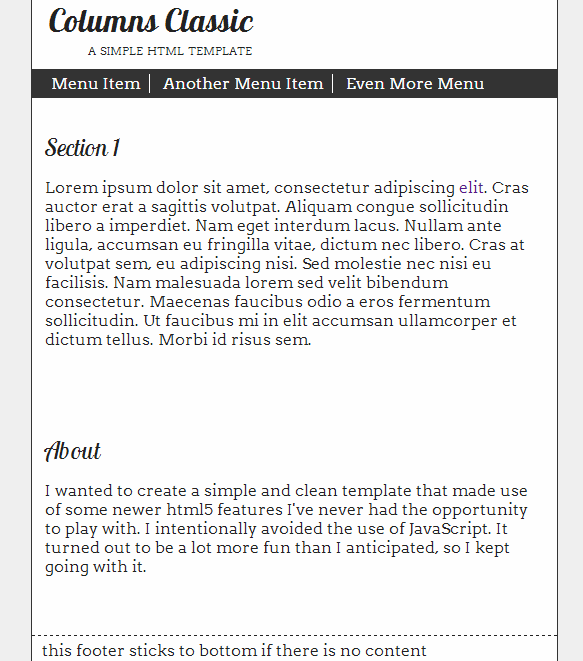 Columns Classic
A SIMPLE HTML TEMPLATE
Menu Item Another Menu Item Even More Menu
Section 1
Lorem ipsum dolor sit amet, consectetur adipiscing elit. Cras
auctor erat a sagittis volutpat. Aliquam congue sollicitudin
libero a imperdiet. Nam eget interdum lacus. Nullam ante
ligula, accumsan eu fringilla vitae, dictum nec libero. Cras at
volutpat sem, eu adipiscing nisi. Sed molestie nec nisi eu
facilisis. Nam malesuada lorem sed velit bibendum
consectetur. Maecenas faucibus odio a eros fermentum
sollicitudin. Ut faucibus mi in elit accumsan ullamcorper et
dictum tellus. Morbi id risus sem.
About
I wanted to create a simple and clean template that made use
of some newer html5 features I've never had the opportunity
to play with. I intentionally avoided the use of JavaScript. It
turned out to be a lot more fun than I anticipated, so I kept
going with it.
this footer sticks to bottom if there is no content